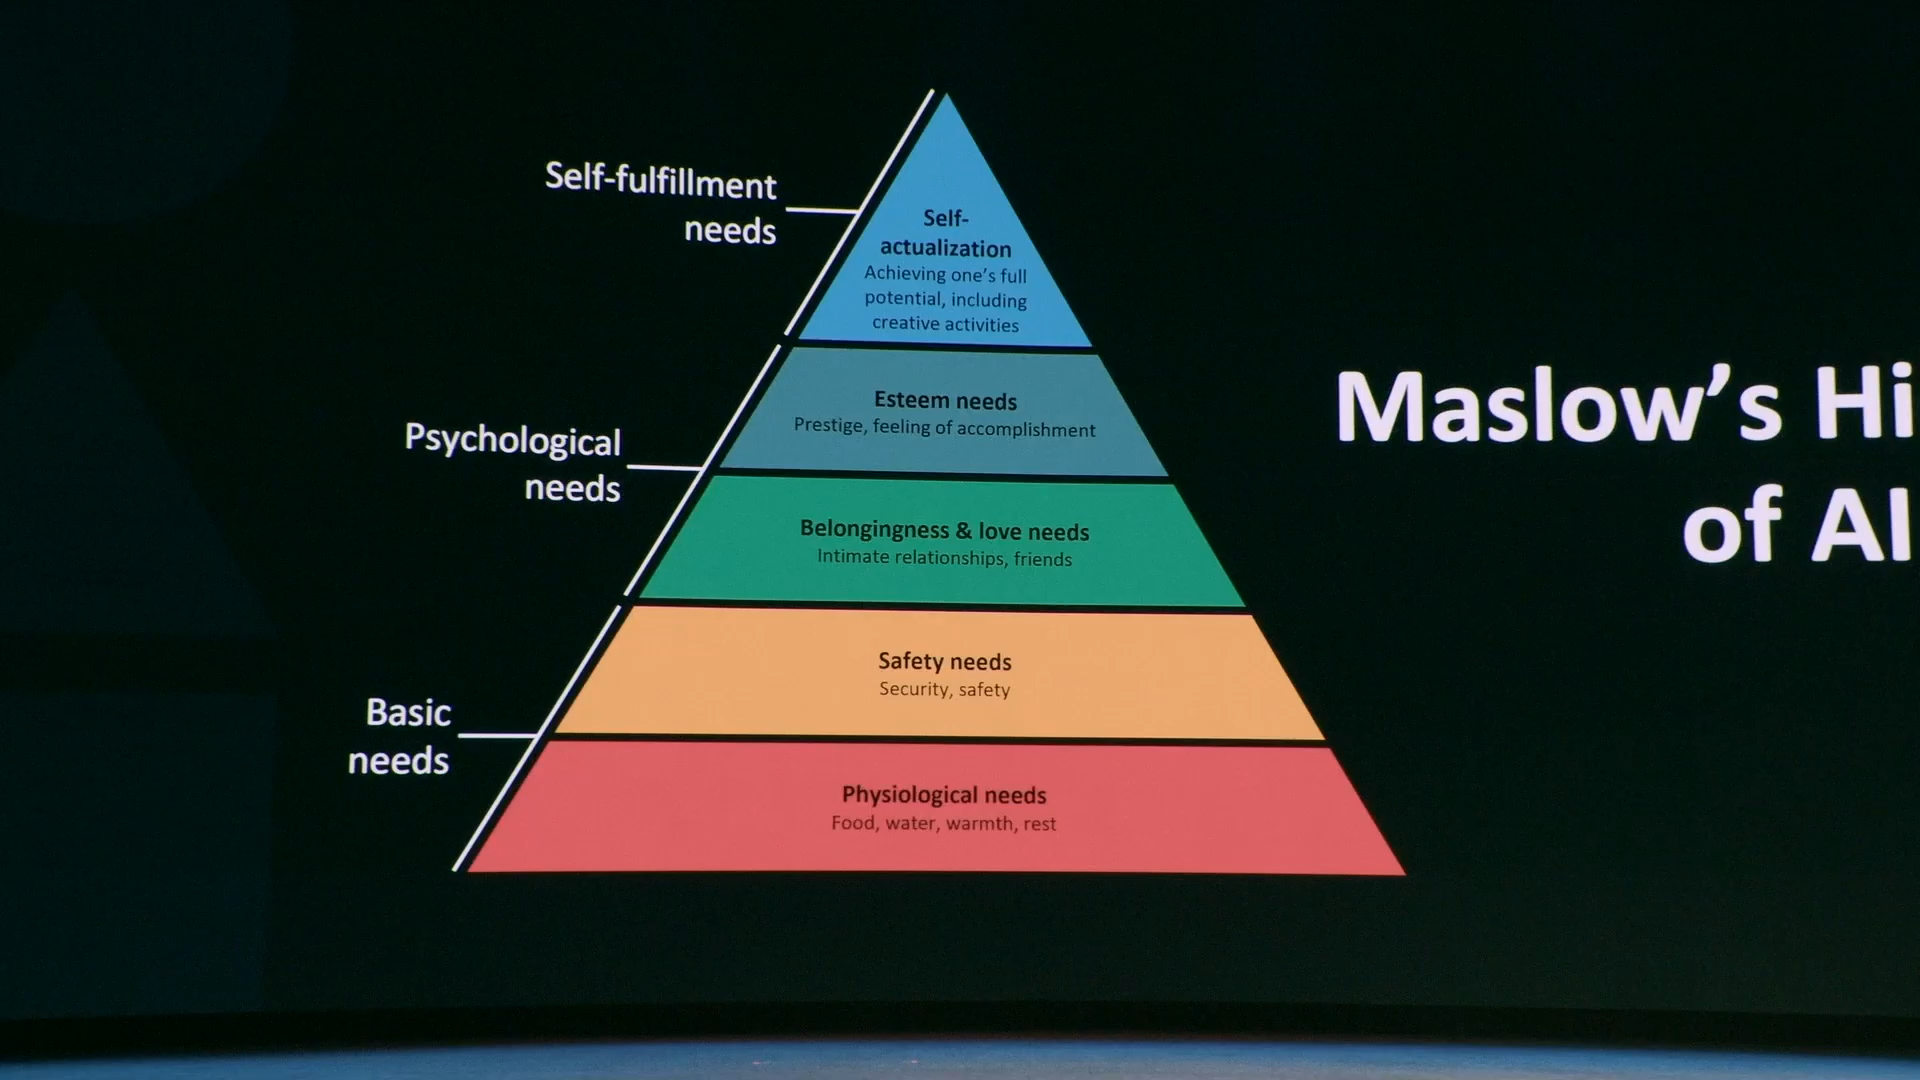 Self-fulfillment
needs
Self-
actualization
Achieving one's full
potential, including
creative activities
Psychological
needs
Esteem needs
Prestige, feeling of accomplishment
Belongingness & love needs
Intimate relationships, friends
Basic
needs
Safety needs
Security, safety
Physiological needs
Food, water, warmth, rest
Maslow's Hi
of AI